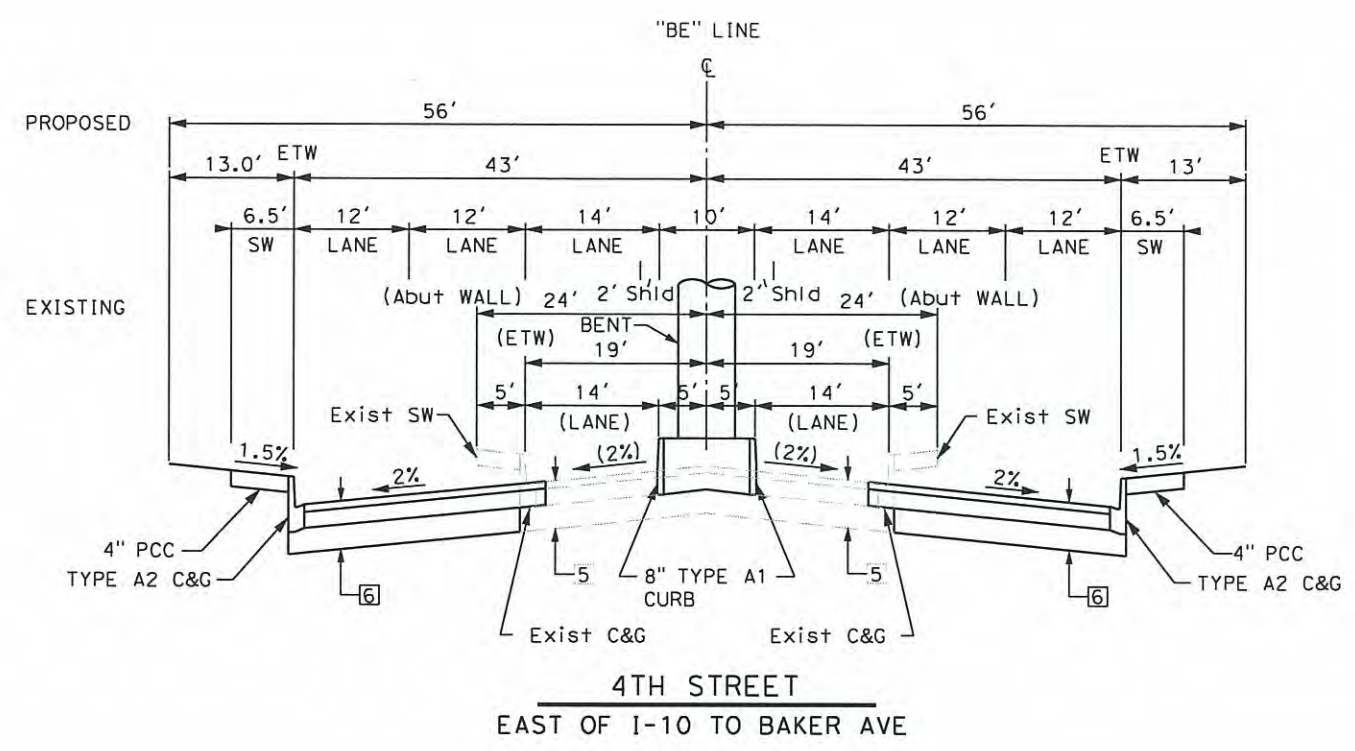 "BE" LINE
℄
PROPOSED
56' 56'
13.0' ETW 43' 43' ETW 13'
6.5' 12' 12' 14' 10' 14' 12' 12' 6.5'
SW LANE LANE LANE LANE LANE LANE SW
EXISTING
(Abut WALL) 2' Shld 2' Shld (Abut WALL)
24' 24'
BENT
(ETW) (ETW)
19' 19'
5' 14' 5' 5' 14' 5'
Exist SW (LANE) (LANE) Exist SW
1.5% 2% (2%) (2%) 2% 1.5%
4" PCC 4" PCC
TYPE A2 C&G TYPE A2 C&G
6 5 8" TYPE A1 5 6
CURB
Exist C&G Exist C&G
4TH STREET
EAST OF I-10 TO BAKER AVE